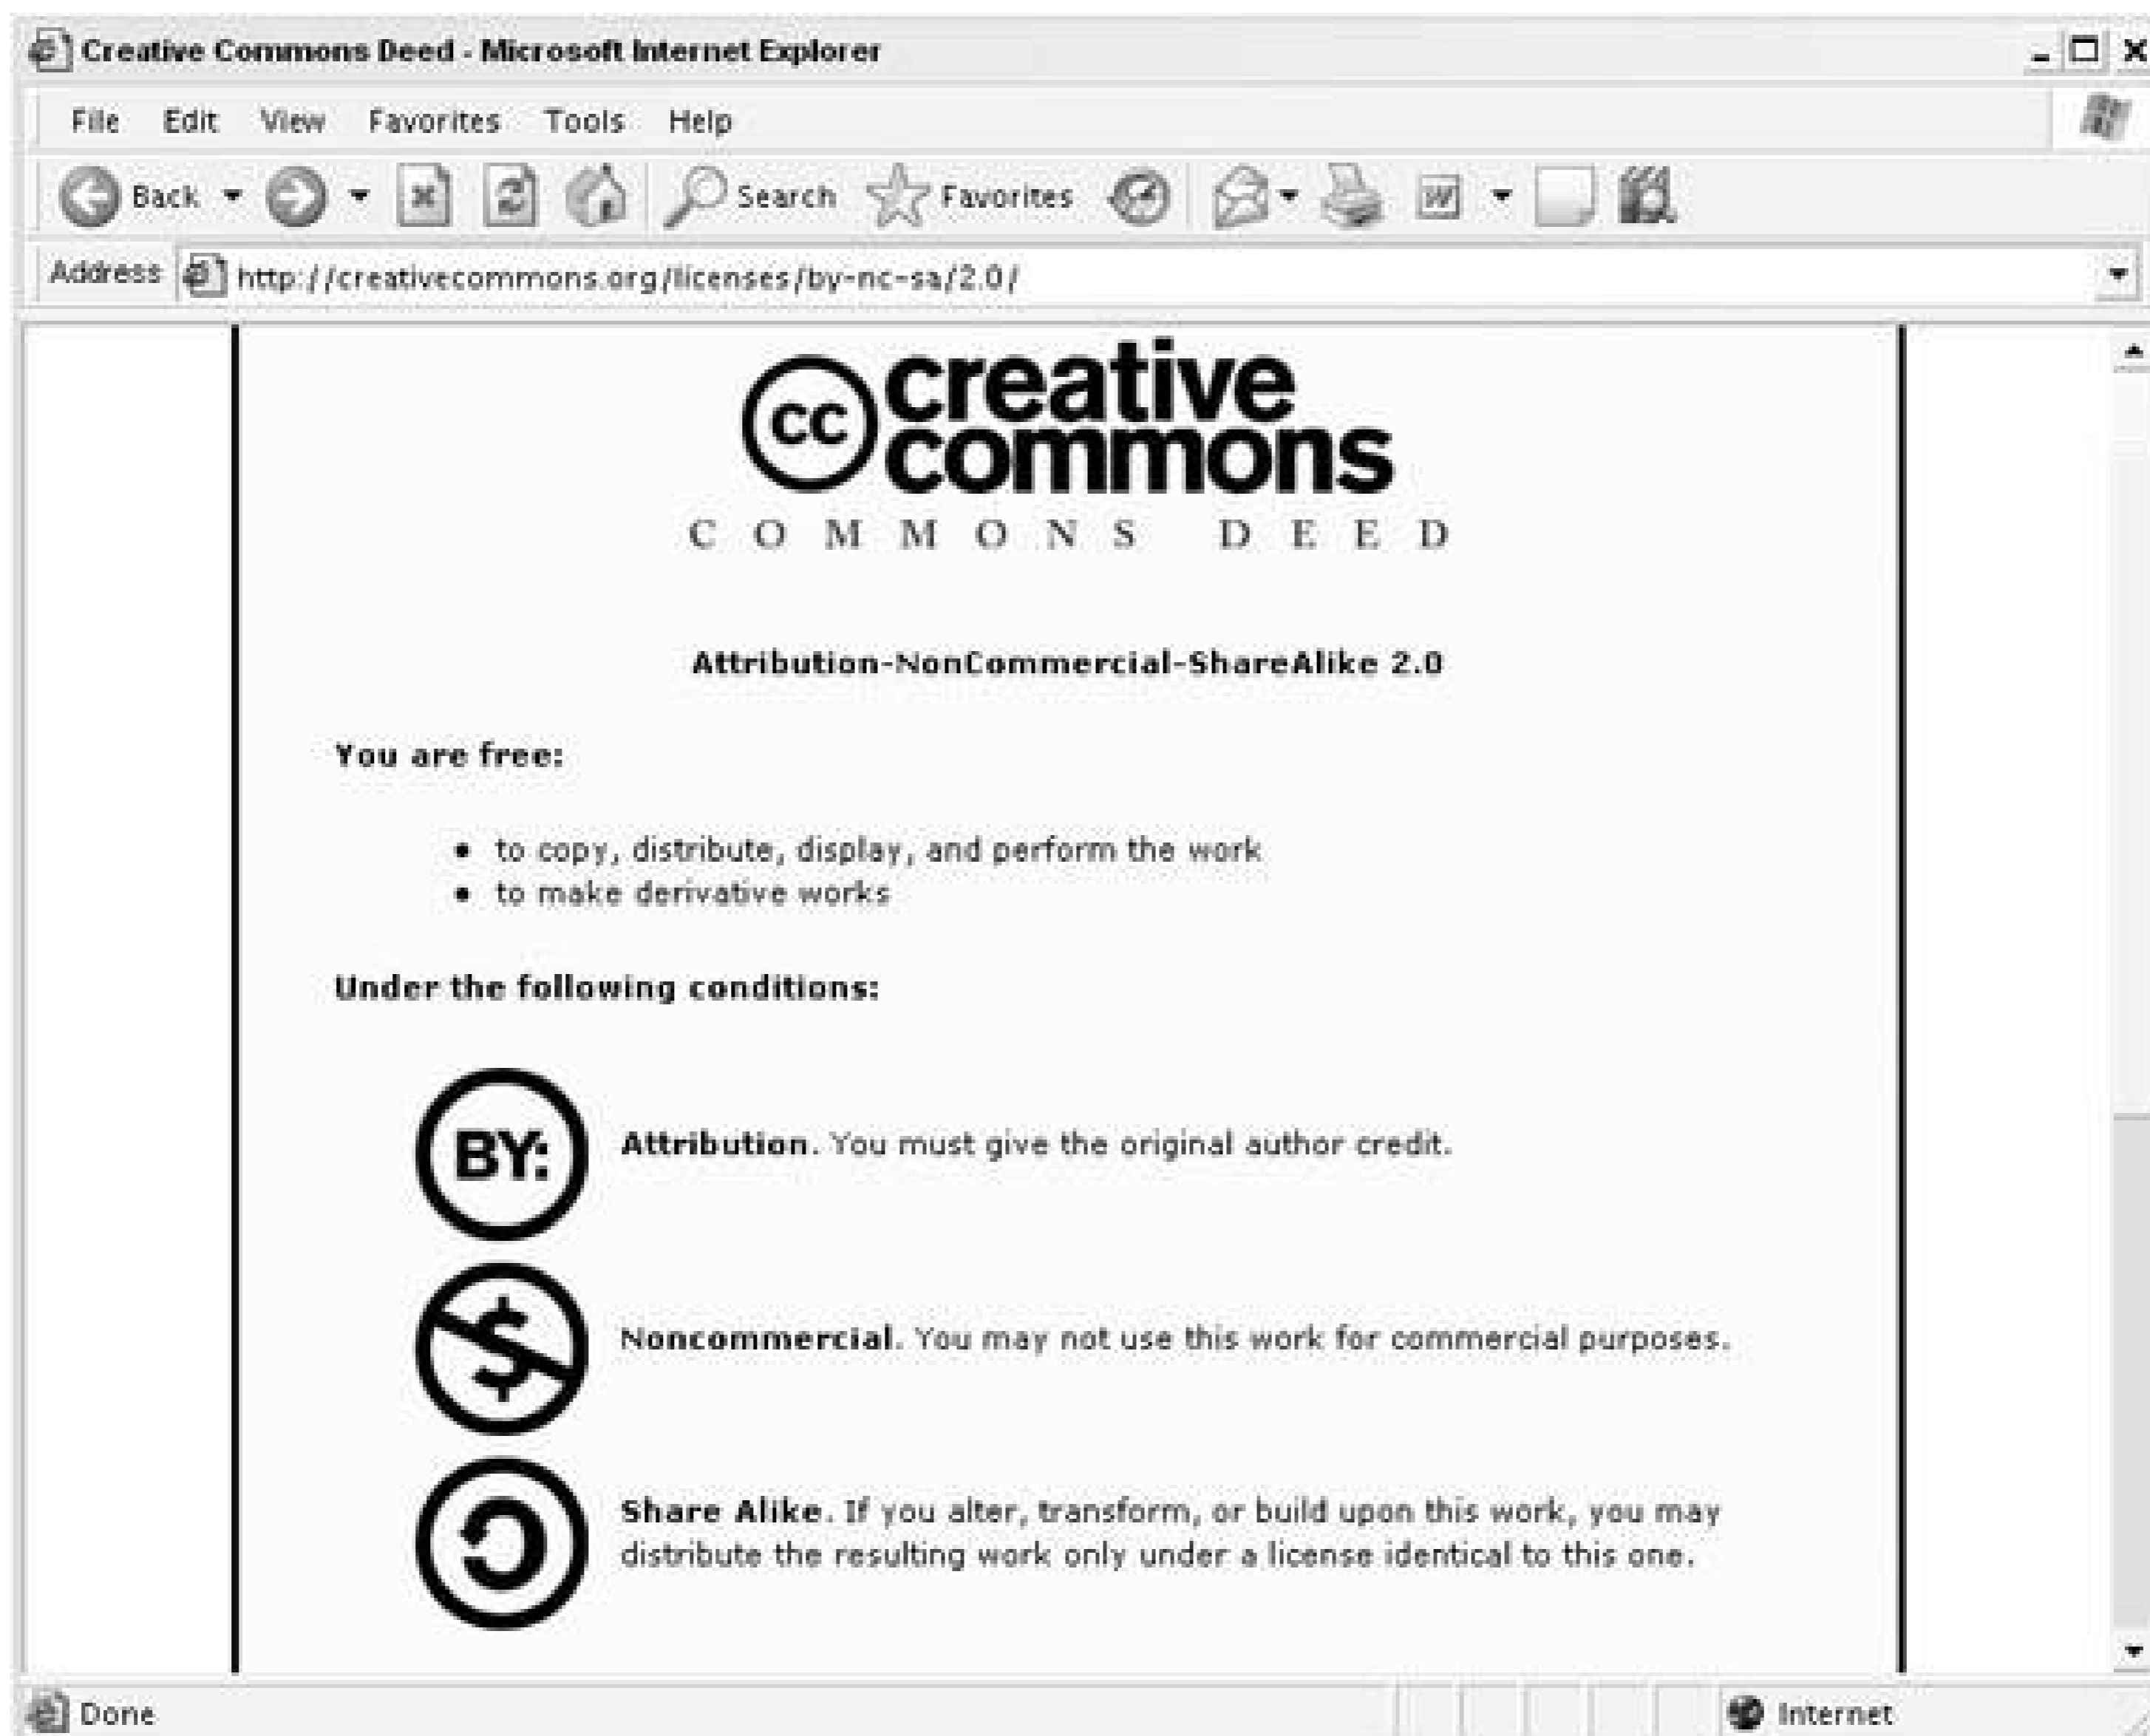 Creative Commons Deed - Microsoft Internet Explorer
File Edit View Favorites Tools Help
Back Search Favorites W
Address http://creativecommons.org/licenses/by-nc-sa/2.0/
cc creative
commons
COMMONS DEED
Attribution-NonCommercial-ShareAlike 2.0
You are free:
• to copy, distribute, display, and perform the work
• to make derivative works
Under the following conditions:
BY: Attribution. You must give the original author credit.
$ Noncommercial. You may not use this work for commercial purposes.
Share Alike. If you alter, transform, or build upon this work, you may
distribute the resulting work only under a license identical to this one.
Done Internet